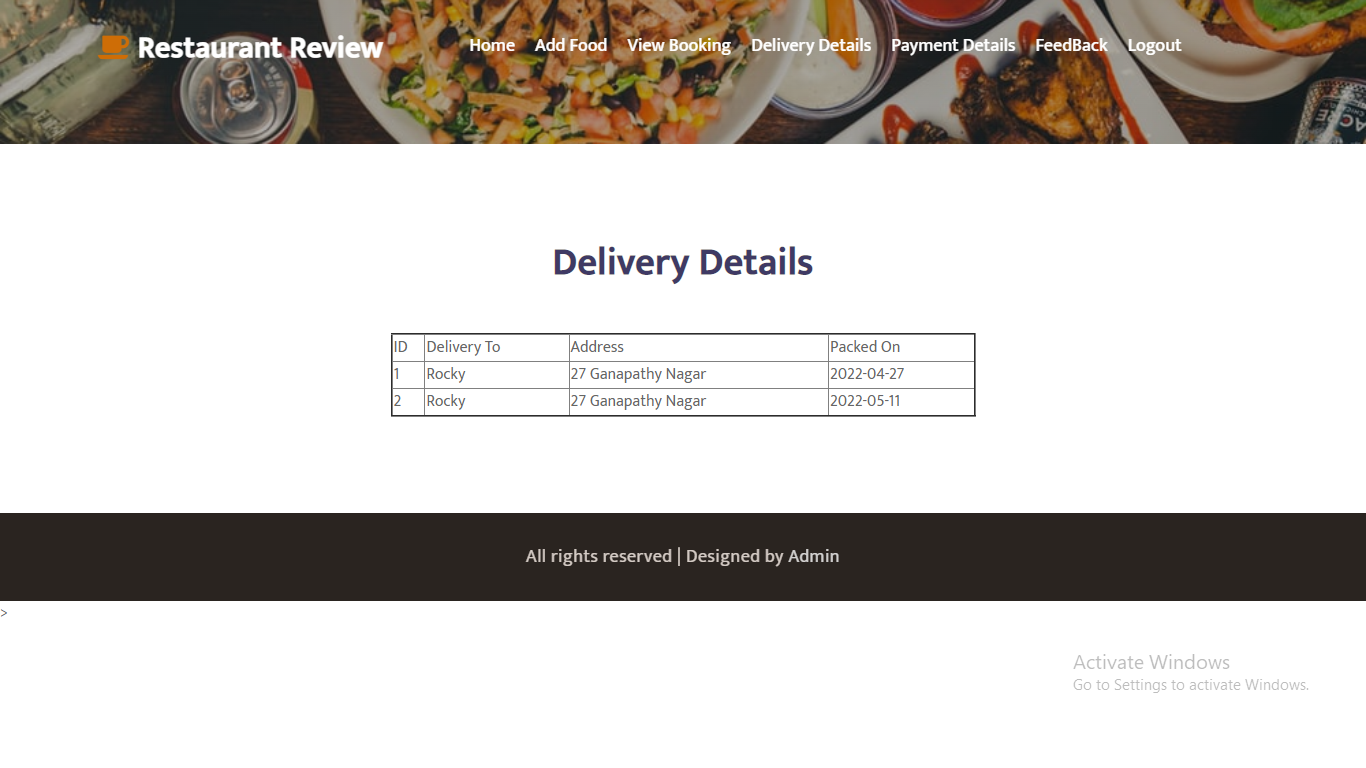 Restaurant Review
Home Add Food View Booking Delivery Details Payment Details FeedBack Logout
Delivery Details
ID Delivery To Address Packed On
1 Rocky 27 Ganapathy Nagar 2022-04-27
2 Rocky 27 Ganapathy Nagar 2022-05-11
All rights reserved | Designed by Admin
>
Activate Windows
Go to Settings to activate Windows.